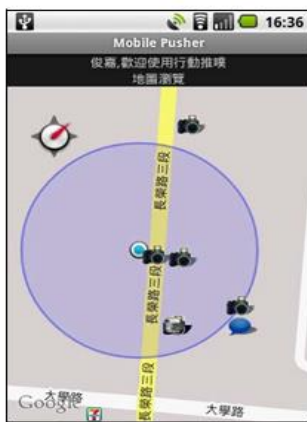 16:36
Mobile Pusher
俊嘉,歡迎使用行動推噗
地圖瀏覽
長榮路三段
長榮路三段
長榮路三段
大學路
Google
7
大學路